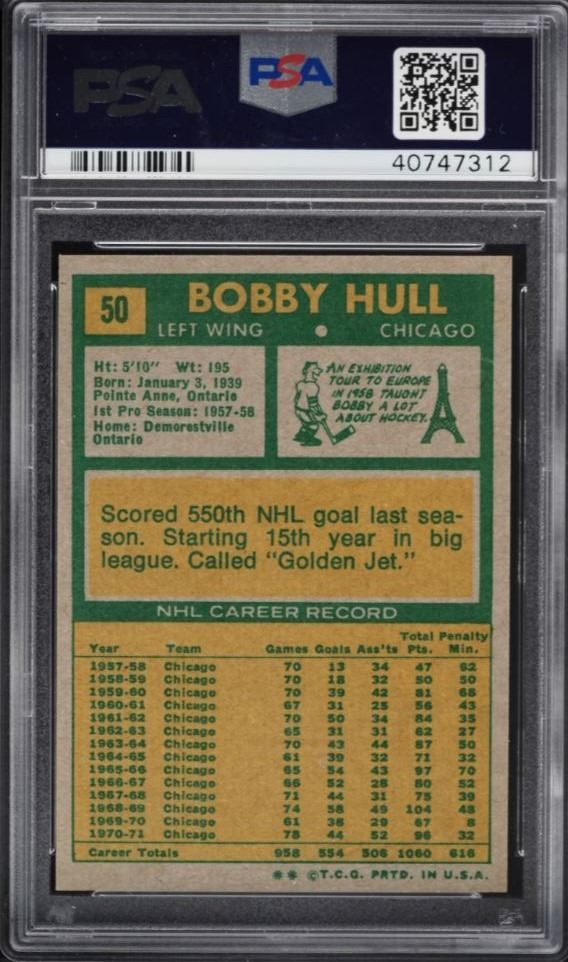 PSA PSA
40747312
50 BOBBY HULL
LEFT WING • CHICAGO
Ht: 5'10" Wt: 195
Born: January 3, 1939
Pointe Anne, Ontario
1st Pro Season: 1957-58
Home: Demorestville
Ontario
AN EXHIBITION
TOUR TO EUROPE
IN 1958 TAUGHT
BOBBY A LOT
ABOUT HOCKEY.
Scored 550th NHL goal last sea-
son. Starting 15th year in big
league. Called "Golden Jet."
NHL CAREER RECORD
Total Penalty
Year Team Games Goals Ass'ts Pts. Min.
1957-58 Chicago 70 13 34 47 62
1958-59 Chicago 70 18 32 50 50
1959-60 Chicago 70 39 42 81 68
1960-61 Chicago 67 31 25 56 43
1961-62 Chicago 70 50 34 84 35
1962-63 Chicago 65 31 31 62 27
1963-64 Chicago 70 43 44 87 50
1964-65 Chicago 61 39 32 71 32
1965-66 Chicago 65 54 43 97 70
1966-67 Chicago 66 52 28 80 52
1967-68 Chicago 71 44 31 75 39
1968-69 Chicago 74 58 49 104 48
1969-70 Chicago 61 38 29 67 8
1970-71 Chicago 78 44 52 96 32
Career Totals 958 554 506 1060 616
** ©T.C.G. PRTD. IN U.S.A.